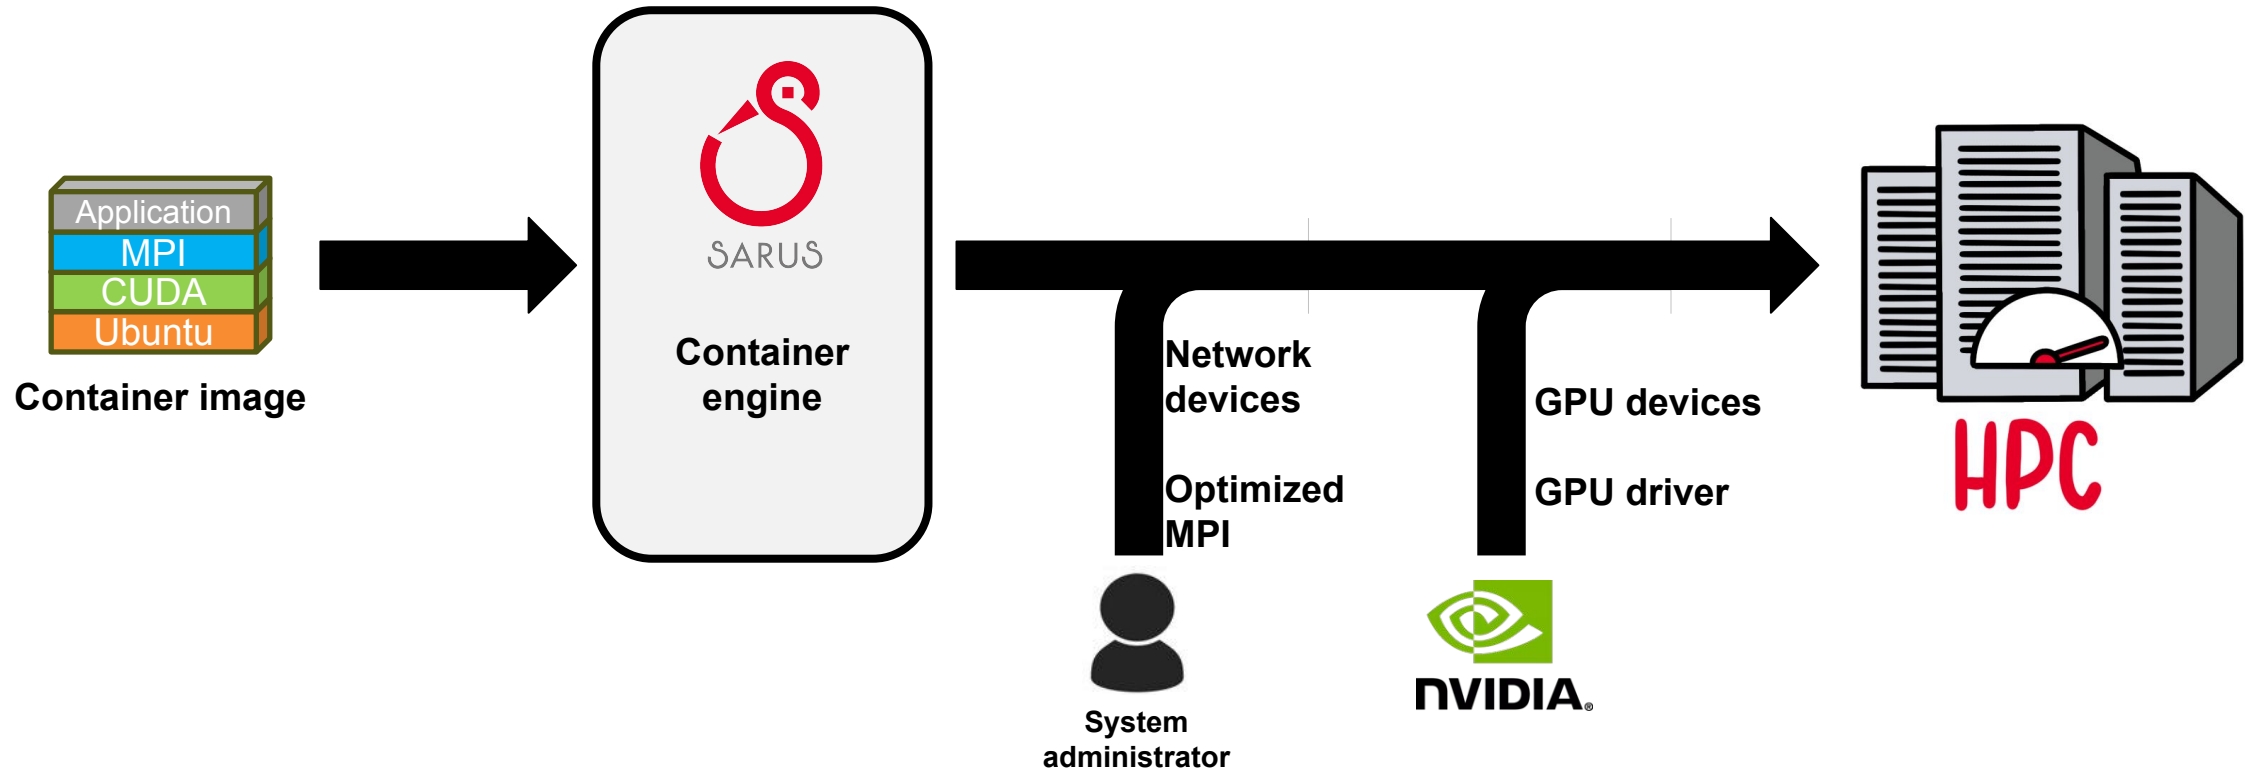 Application
MPI
CUDA
Ubuntu
Container image
SARUS
Container
engine
Network
devices
Optimized
MPI
System
administrator
GPU devices
GPU driver
NVIDIA®
HPC